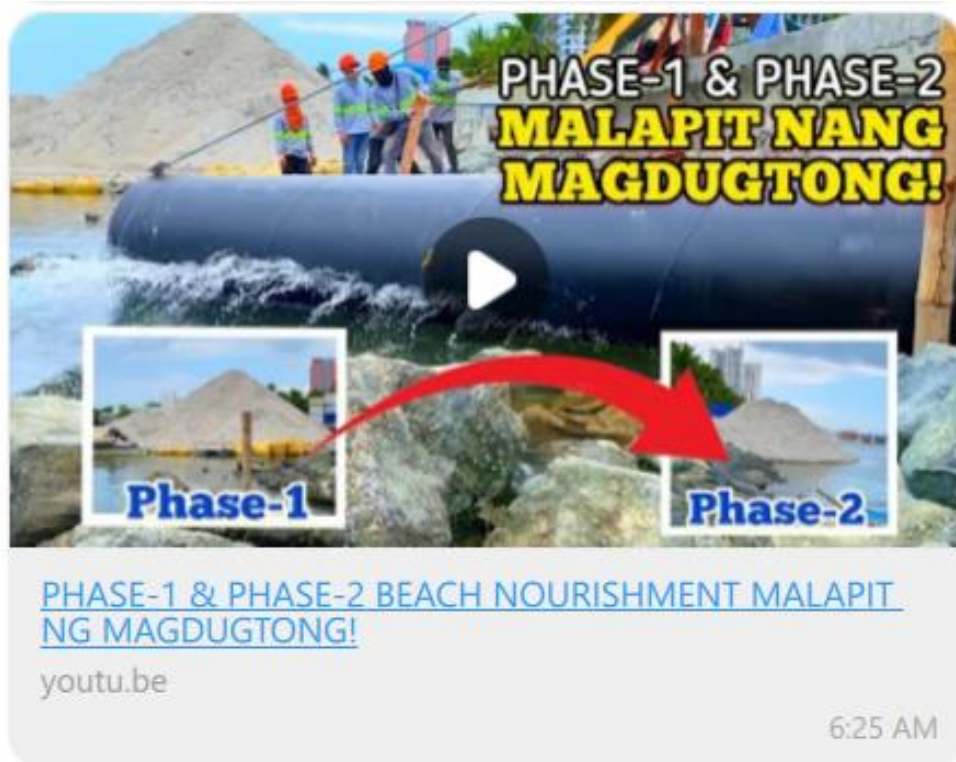 PHASE-1 & PHASE-2
MALAPIT NANG
MAGDUGTONG!
Phase-1
Phase-2
PHASE-1 & PHASE-2 BEACH NOURISHMENT MALAPIT
NG MAGDUGTONG!
youtu.be
6:25 AM